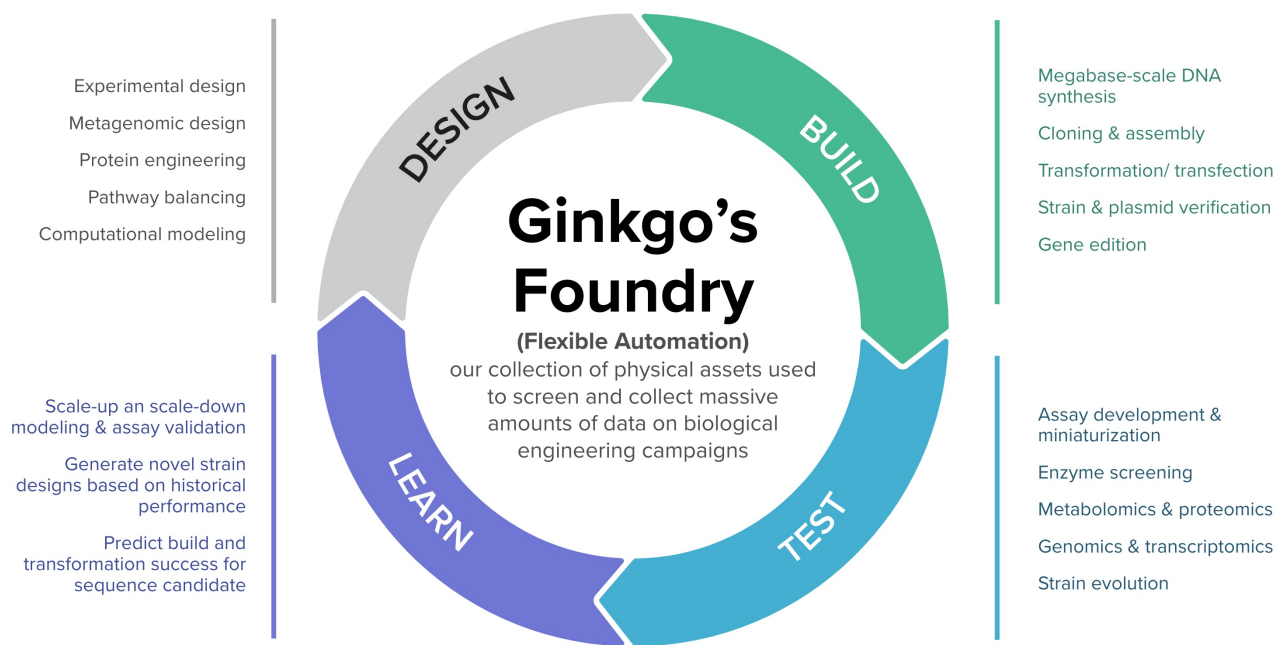 Experimental design
Metagenomic design
Protein engineering
Pathway balancing
Computational modeling
DESIGN
BUILD
Megabase-scale DNA
synthesis
Cloning & assembly
Transformation/ transfection
Strain & plasmid verification
Gene edition
Ginkgo’s
Foundry
(Flexible Automation)
our collection of physical assets used
to screen and collect massive
amounts of data on biological
engineering campaigns
Scale-up an scale-down
modeling & assay validation
Generate novel strain
designs based on historical
performance
Predict build and
transformation success for
sequence candidate
LEARN
TEST
Assay development &
miniaturization
Enzyme screening
Metabolomics & proteomics
Genomics & transcriptomics
Strain evolution